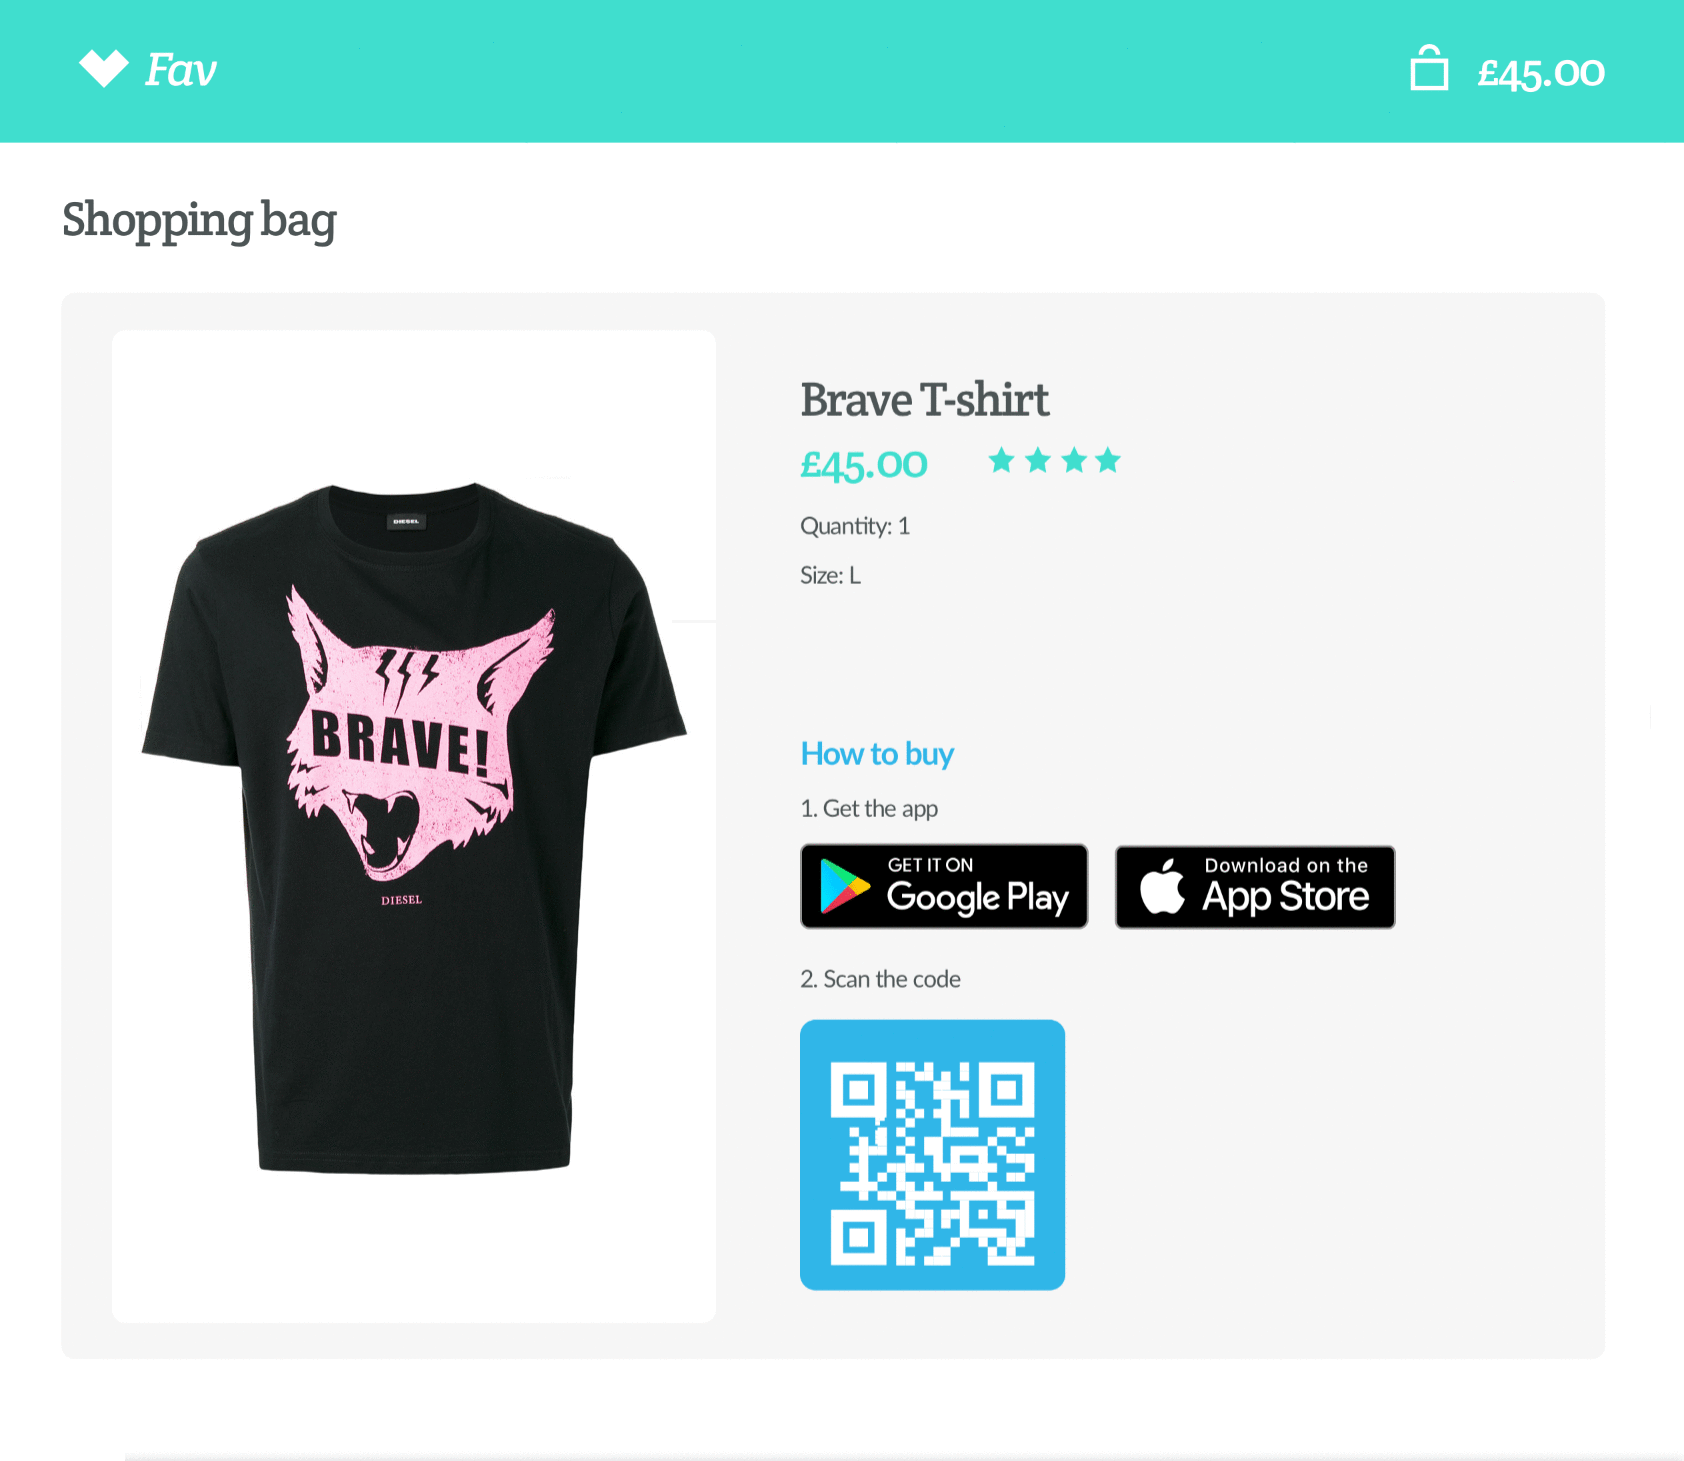 Fav
£45.00
Shopping bag
Brave T-shirt
£45.00
Quantity: 1
Size: L
DIESEL
BRAVE!
DIESEL
How to buy
1. Get the app
GET IT ON
Google Play
Download on the
App Store
2. Scan the code